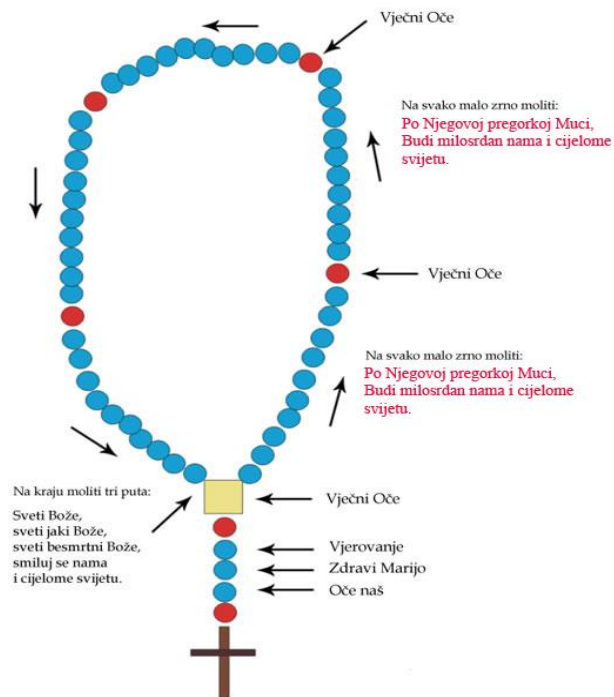 Vječni Oče
Na svako malo zrno moliti:
Po Njegovoj pregorkoj Muci,
Budi milosrdan nama i cijelome
svijetu.
Vječni Oče
Na svako malo zrno moliti:
Po Njegovoj pregorkoj Muci,
Budi milosrdan nama i cijelome
svijetu.
Na kraju moliti tri puta:
Sveti Bože,
sveti jaki Bože,
sveti besmrtni Bože,
smiluj se nama
i cijelome svijetu.
Vječni Oče
Vjerovanje
Zdravi Marijo
Oče naš